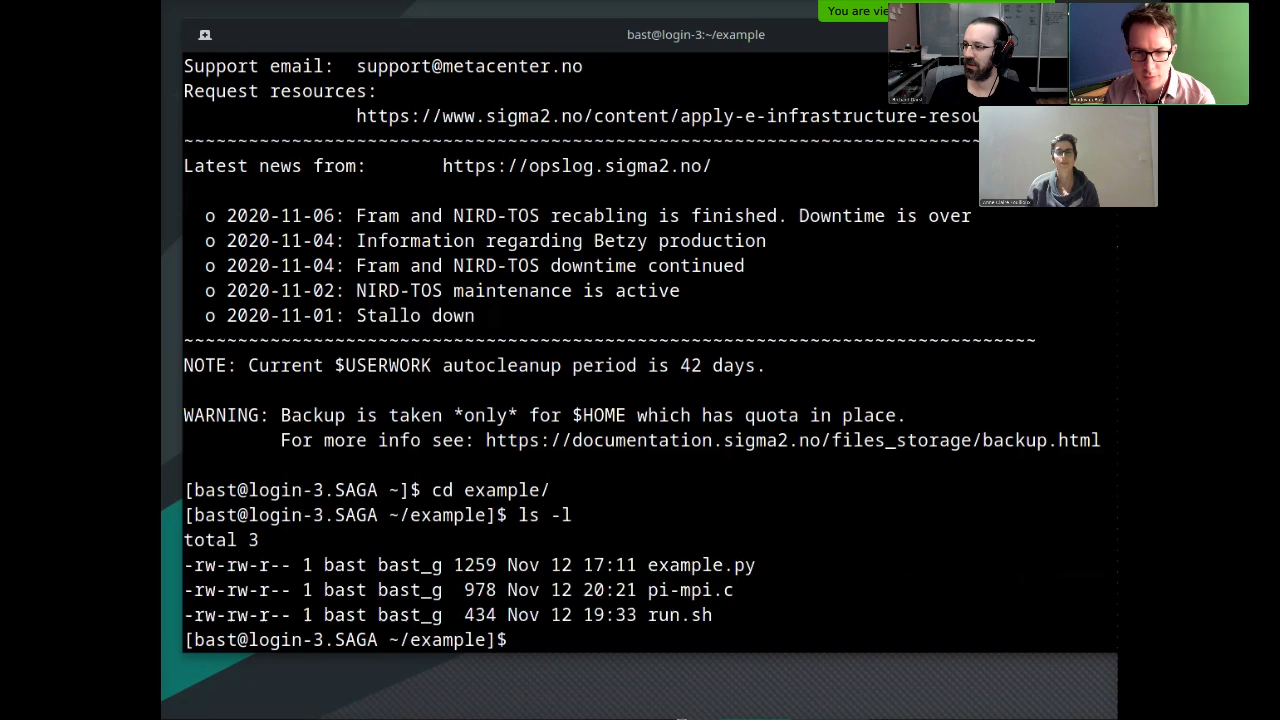 You are vie
bast@login-3:~/example
Support email:  support@metacenter.no
Request resources:
https://www.sigma2.no/content/apply-e-infrastructure-resou
~~~~~~~~~~~~~~~~~~~~~~~~~~~~~~~~~~~~~~~~~~~~~~~~~~~~~~~~~~~~~~~~~~~~~~~~~~
Latest news from:       https://opslog.sigma2.no/
o 2020-11-06: Fram and NIRD-TOS recabling is finished. Downtime is over
o 2020-11-04: Information regarding Betzy production
o 2020-11-04: Fram and NIRD-TOS downtime continued
o 2020-11-02: NIRD-TOS maintenance is active
o 2020-11-01: Stallo down
~~~~~~~~~~~~~~~~~~~~~~~~~~~~~~~~~~~~~~~~~~~~~~~~~~~~~~~~~~~~~~~~~~~~~~~~~~~~~~~
NOTE: Current $USERWORK autocleanup period is 42 days.
WARNING: Backup is taken *only* for $HOME which has quota in place.
For more info see: https://documentation.sigma2.no/files_storage/backup.html
[bast@login-3.SAGA ~]$ cd example/
[bast@login-3.SAGA ~/example]$ ls -l
total 3
-rw-rw-r-- 1 bast bast_g 1259 Nov 12 17:11 example.py
-rw-rw-r-- 1 bast bast_g  978 Nov 12 20:21 pi-mpi.c
-rw-rw-r-- 1 bast bast_g  434 Nov 12 19:33 run.sh
[bast@login-3.SAGA ~/example]$